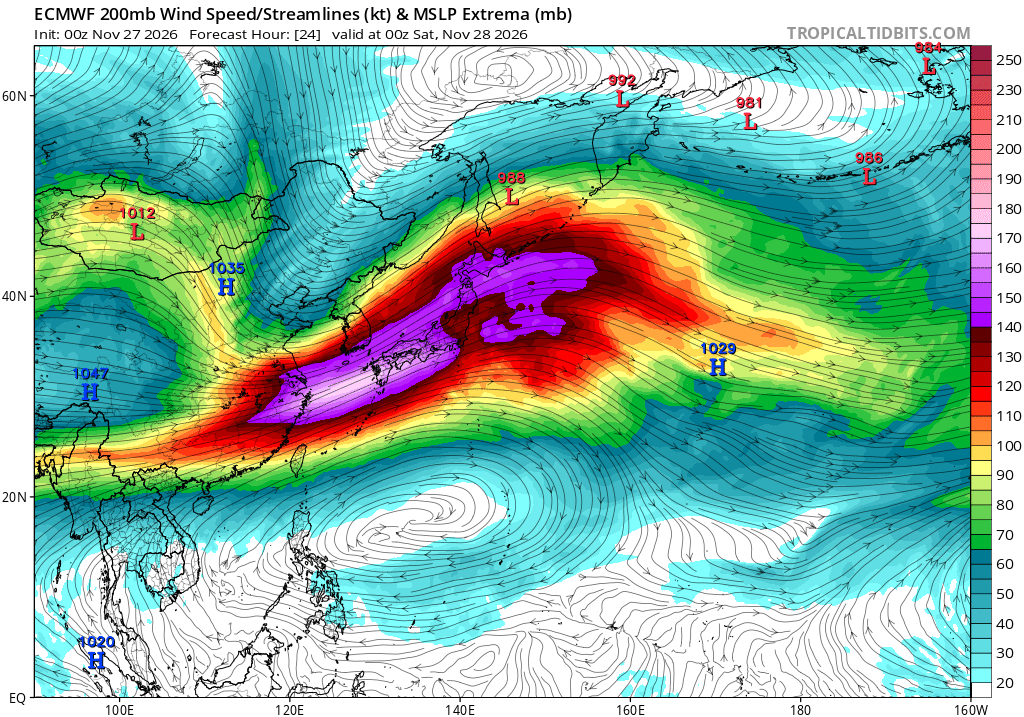 ECMWF 200mb Wind Speed/Streamlines (kt) & MSLP Extrema (mb)
Init: 00z Nov 27 2026 Forecast Hour: [24] valid at 00z Sat, Nov 28 2026
TROPICALTIDBITS.COM
984
L
992
L
981
L
986
L
988
L
1012
L
1035
H
1029
H
1047
H
1020
H
60N
40N
20N
EQ
100E
120E
140E
160E
180
160W
250
230
210
200
190
180
170
160
150
140
130
120
110
100
90
80
70
60
50
40
30
20